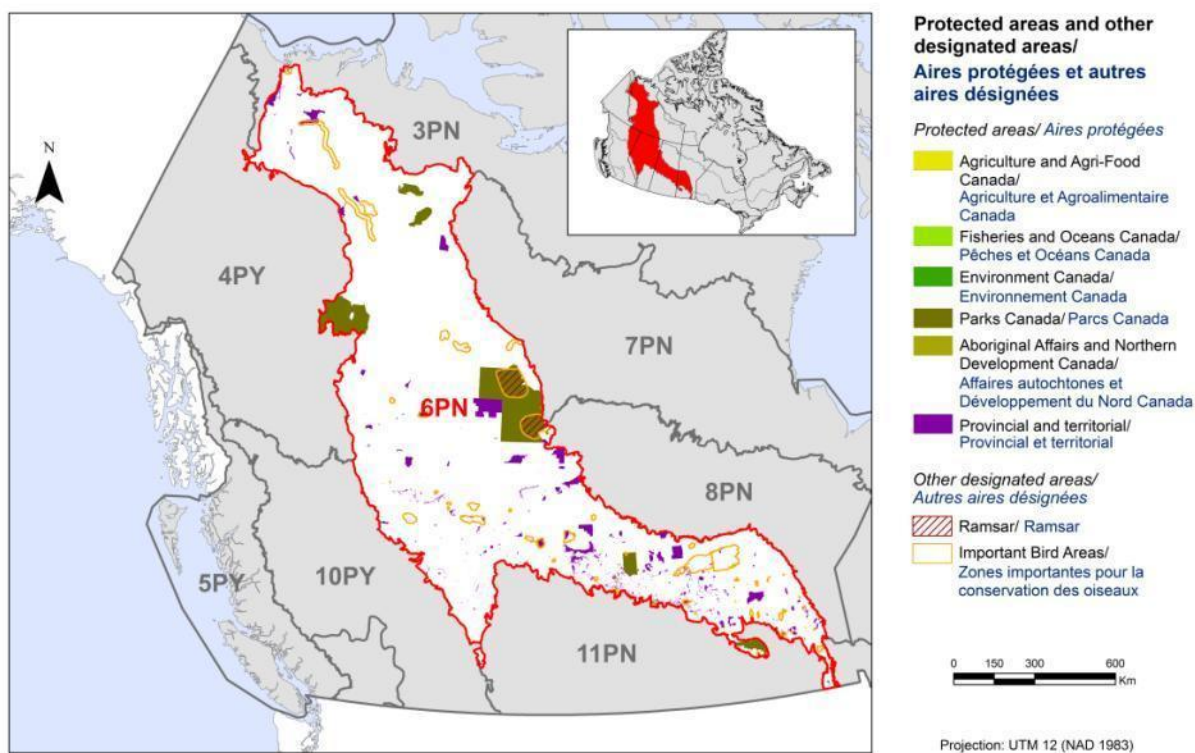 N
3PN
4PY
7PN
6PN
8PN
5PY
10PY
11PN
Protected areas and other
designated areas/
Aires protégées et autres
aires désignées
Protected areas/ Aires protégées
Agriculture and Agri-Food
Canada/
Agriculture et Agroalimentaire
Canada
Fisheries and Oceans Canada/
Pêches et Océans Canada
Environment Canada/
Environnement Canada
Parks Canada/ Parcs Canada
Aboriginal Affairs and Northern
Development Canada/
Affaires autochtones et
Développement du Nord Canada
Provincial and territorial/
Provincial et territorial
Other designated areas/
Autres aires désignées
Ramsar/ Ramsar
Important Bird Areas/
Zones importantes pour la
conservation des oiseaux
0 150 300 600
Km
Projection: UTM 12 (NAD 1983)